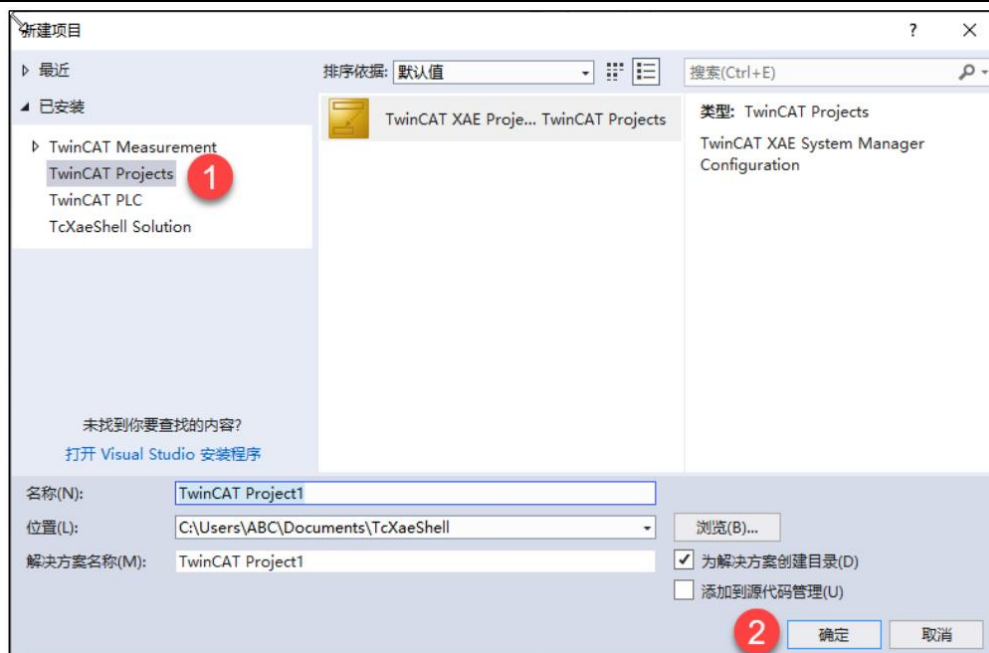 新建项目
? ×
最近
排序依据: 默认值
搜索(Ctrl+E)
已安装
TwinCAT Measurement
TwinCAT Projects
1
TwinCAT PLC
TcXaeShell Solution
TwinCAT XAE Proje... TwinCAT Projects
类型: TwinCAT Projects
TwinCAT XAE System Manager
Configuration
未找到你要查找的内容?
打开 Visual Studio 安装程序
名称(N): TwinCAT Project1
位置(L): C:\Users\ABC\Documents\TcXaeShell
浏览(B)...
解决方案名称(M): TwinCAT Project1
为解决方案创建目录(D)
添加到源代码管理(U)
2
确定
取消